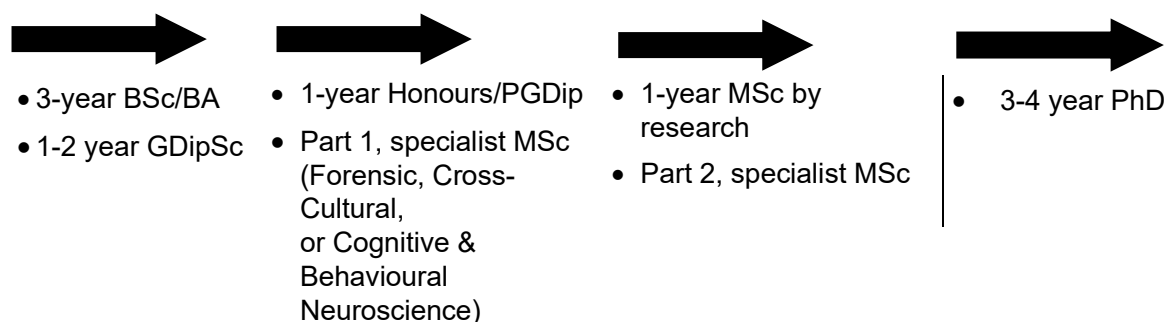 • 3-year BSc/BA
• 1-2 year GDipSc
• 1-year Honours/PGDip
• Part 1, specialist MSc
(Forensic, Cross-
Cultural,
or Cognitive &
Behavioural
Neuroscience)
• 1-year MSc by
research
• Part 2, specialist MSc
• 3-4 year PhD